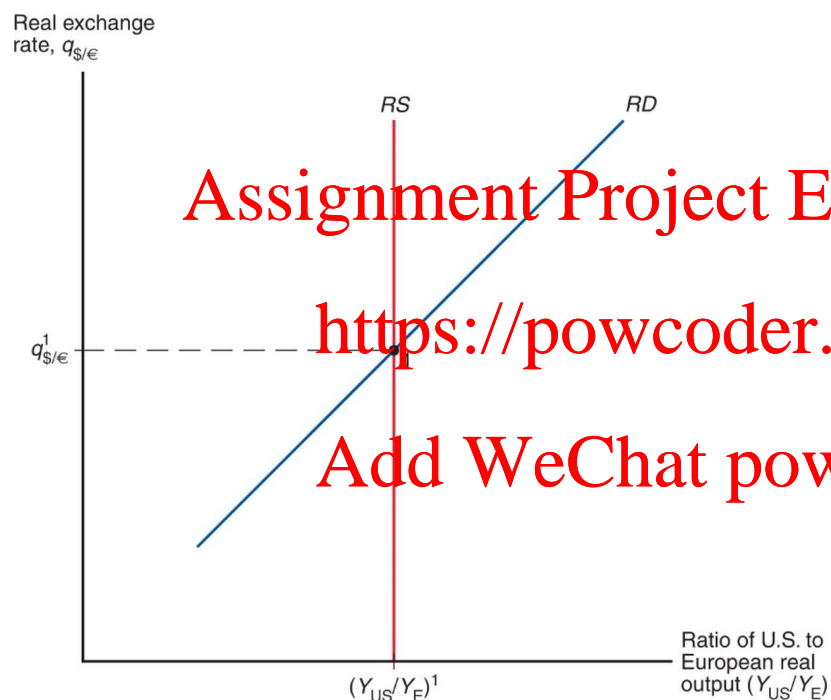 Real exchange
rate, q$/€
RS
RD
Assignment Project E
https://powcoder.
q¹$/€
1
Add WeChat pow
Ratio of U.S. to
European real
output (YUS/YE)
(YUS/YE)¹